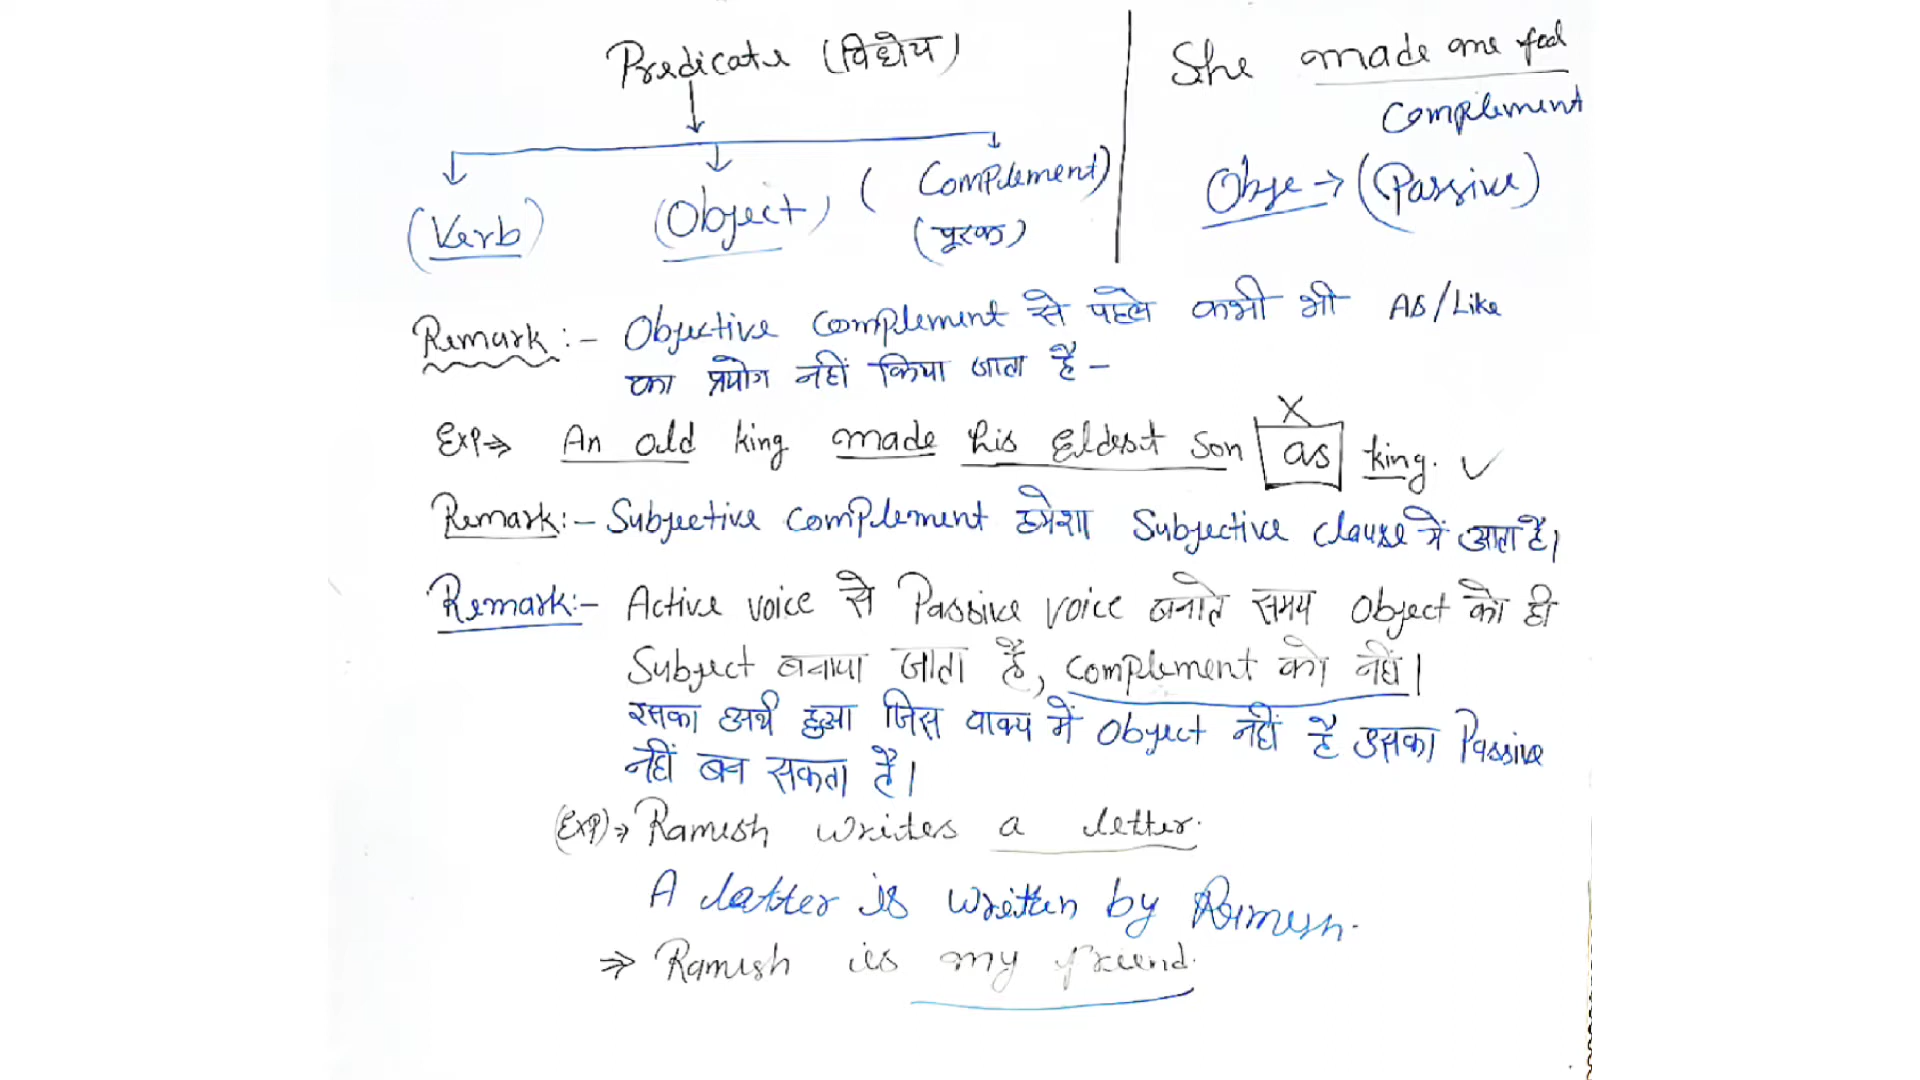 Predicate (विधेय)
(Verb) (Object) (Complement)
(पूरक)
She made me fool
Complement
Obje → (Passive)
Remark :- Objective Complement से पहले कभी भी As/Like
का प्रयोग नहीं किया जाता है -
Exp⇒ An old king made his Eldest son as king. ✓
X
Remark:- Subjective Complement हमेशा Subjective clause में आता है।
Remark:- Active voice से Passive voice बनाते समय Object को ही
Subject बनाया जाता है, Complement को नहीं।
इसका अर्थ हुआ जिस वाक्य में Object नहीं है उसका Passive
नहीं बन सकता है।
(Exp)⇒ Ramesh writes a letter.
A latter is written by Ramesh.
⇒ Ramesh is my friend.